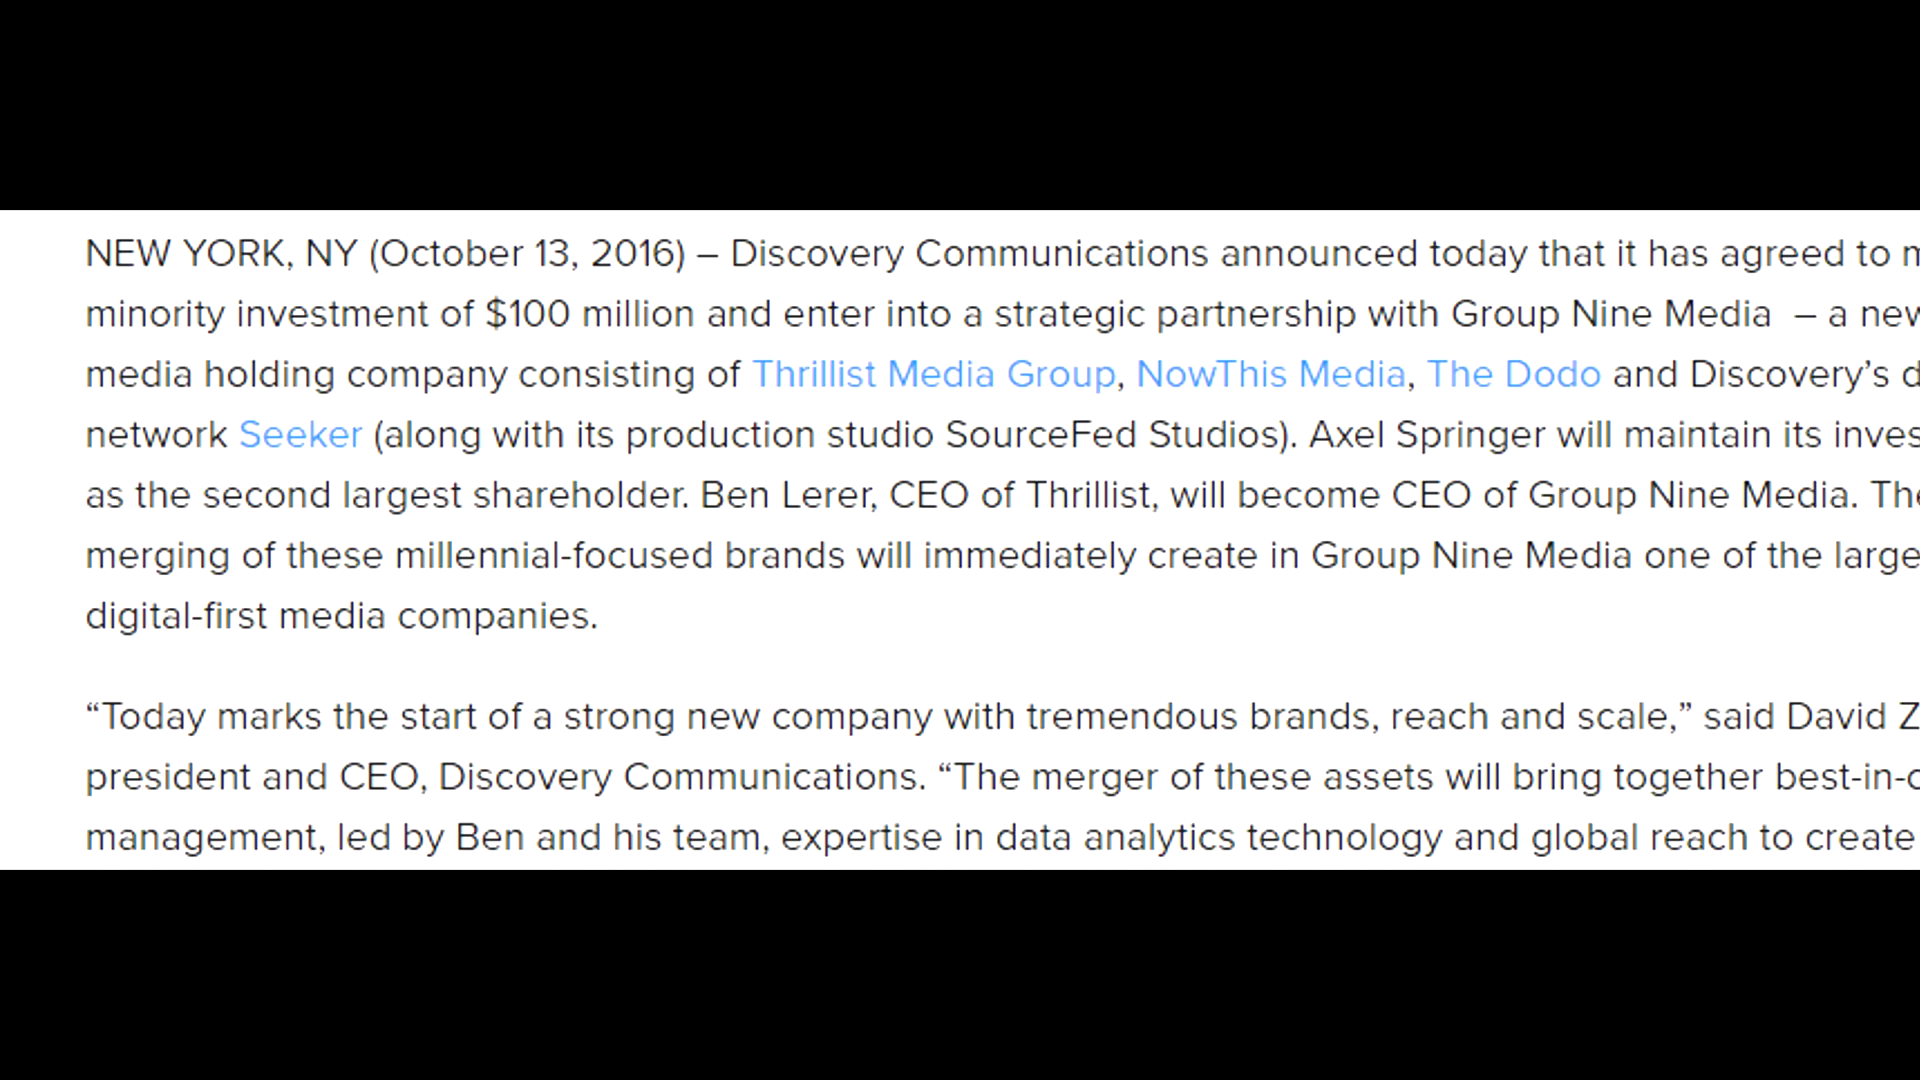 NEW YORK, NY (October 13, 2016) – Discovery Communications announced today that it has agreed to
minority investment of $100 million and enter into a strategic partnership with Group Nine Media – a
media holding company consisting of Thrillist Media Group, NowThis Media, The Dodo and Discovery’s
network Seeker (along with its production studio SourceFed Studios). Axel Springer will maintain its
as the second largest shareholder. Ben Lerer, CEO of Thrillist, will become CEO of Group Nine Media.
merging of these millennial-focused brands will immediately create in Group Nine Media one of the
digital-first media companies.
“Today marks the start of a strong new company with tremendous brands, reach and scale,” said David
president and CEO, Discovery Communications. “The merger of these assets will bring together
management, led by Ben and his team, expertise in data analytics technology and global reach to create